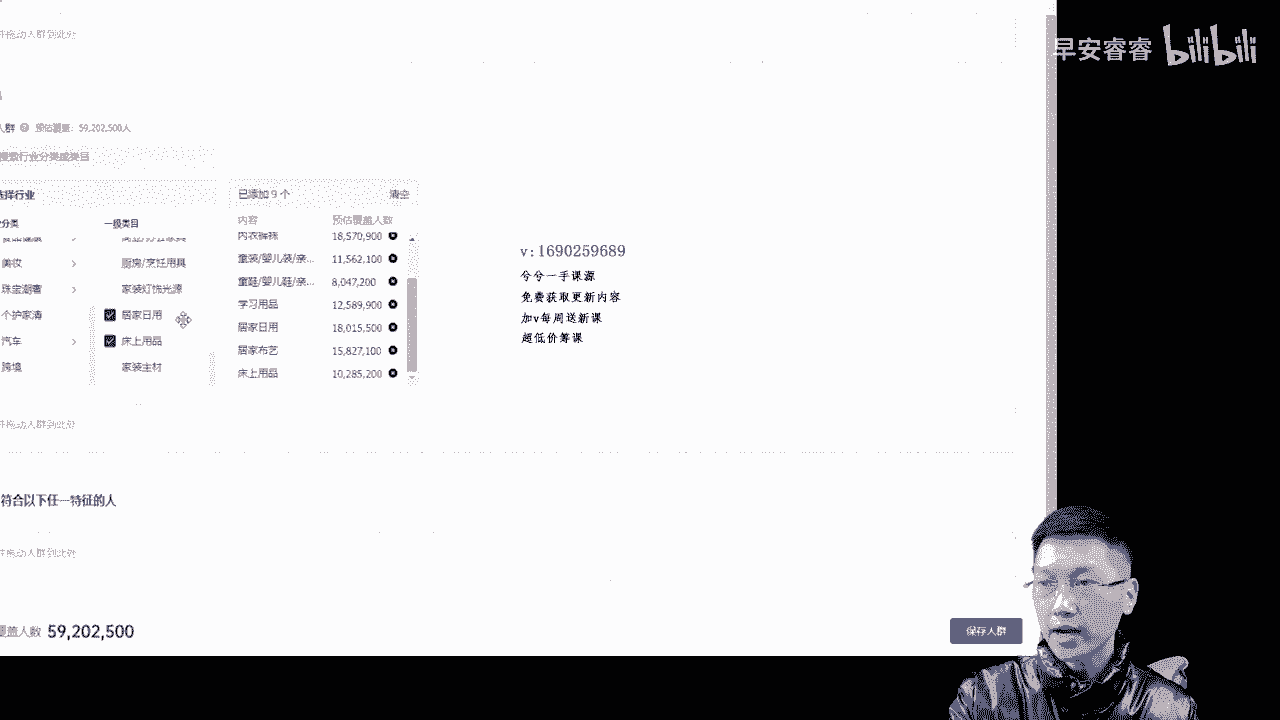 早安睿睿 bilibili
并拖动人群到此处
人群 预估覆盖：59,202,500人
搜索行业分类或类目
选择行业
已添加 9 个 清空
分类 一级类目
内容 预估覆盖人数
内衣裤袜 18,570,900
美妆 厨房/烹饪用具
童装/婴儿装/亲... 11,562,100
珠宝潮奢 家装灯饰光源
童鞋/婴儿鞋/亲... 8,047,200
个护家清 居家日用
学习用品 12,589,900
汽车 床上用品
居家日用 18,015,500
居家布艺 15,827,100
跨境 家装主材
床上用品 10,285,200
v:1690259689
兮兮一手课源
免费获取更新内容
加v每周送新课
超低价筹课
并拖动人群到此处
符合以下任一特征的人
并拖动人群到此处
覆盖人数 59,202,500
保存人群